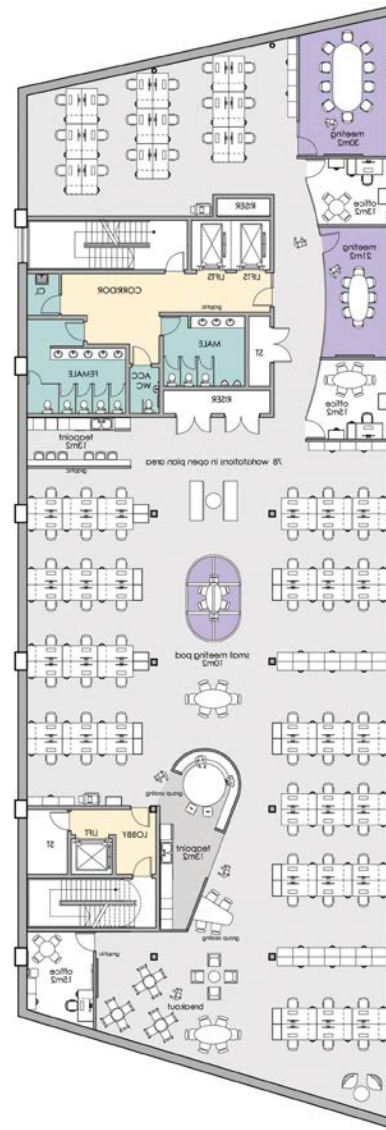 meeting
30m2
office
13m2
RISER
meeting
21m2
LIFTS
LIFTS
CORRIDOR
Cl
graphic
MALE
ST
FEMALE
ACC
WC
office
15m2
RISER
teapoint
13m2
graphic
78 workstations in open plan area
small meeting pod
10m2
group seating
LOBBY
LIFT
ST
teapoint
13m2
group seating
graphic
office
15m2
breakout